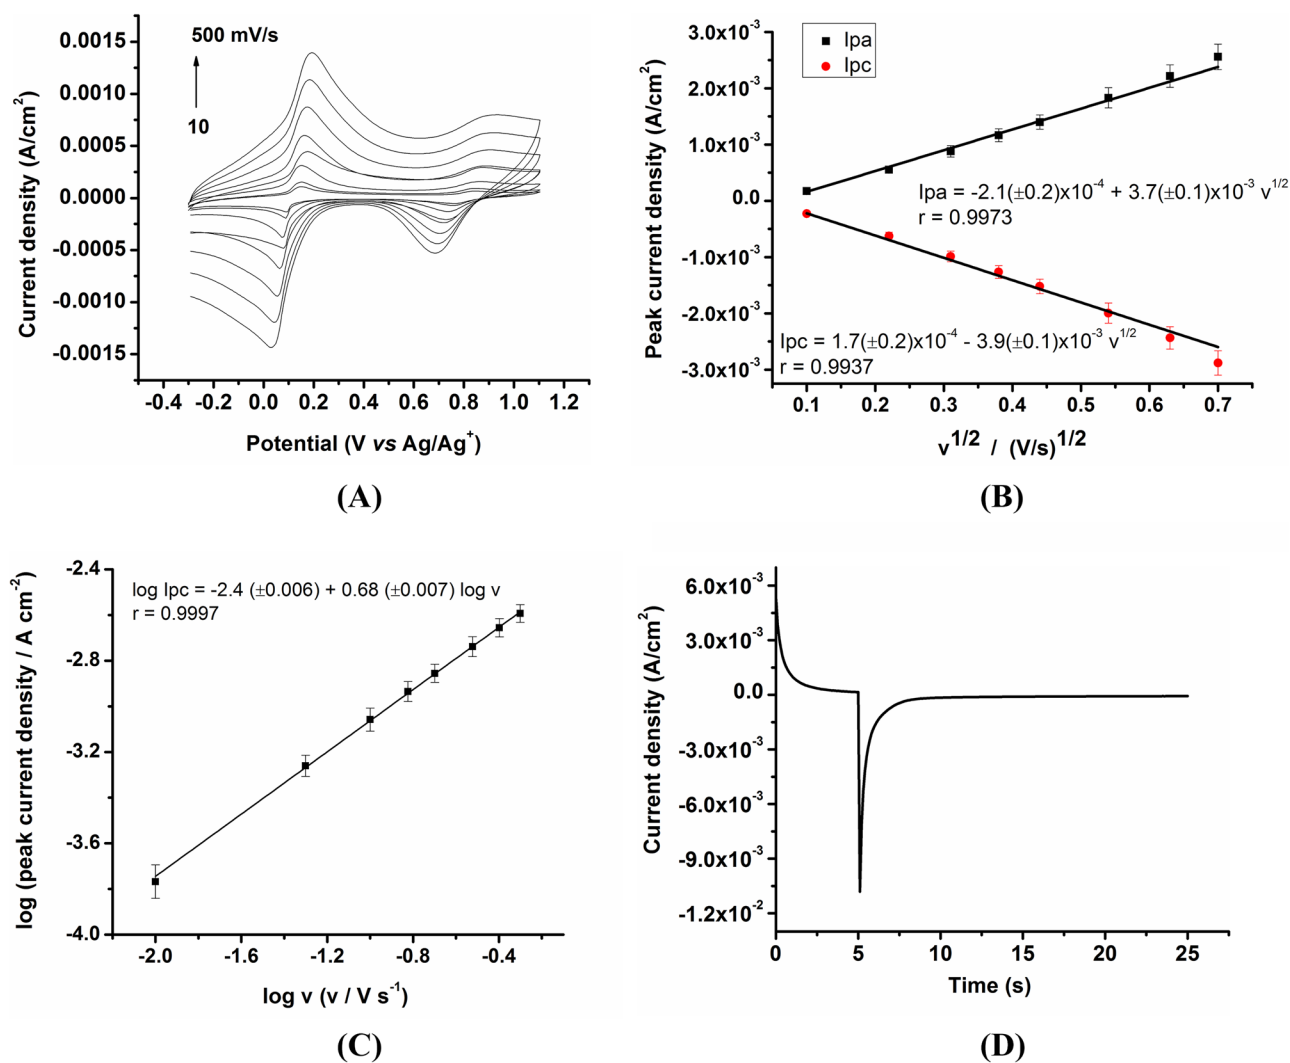 500 mV/s
10
0.0015
0.0010
0.0005
0.0000
-0.0005
-0.0010
-0.0015
Current density (A/cm²)
-0.4 -0.2 0.0 0.2 0.4 0.6 0.8 1.0 1.2
Potential (V vs Ag/Ag⁺)
(A)
Ipa
Ipc
3.0x10⁻³
2.0x10⁻³
1.0x10⁻³
0.0
-1.0x10⁻³
-2.0x10⁻³
-3.0x10⁻³
Peak current density (A/cm²)
Ipa = -2.1(±0.2)x10⁻⁴ + 3.7(±0.1)x10⁻³ v¹ᐟ²
r = 0.9973
Ipc = 1.7(±0.2)x10⁻⁴ - 3.9(±0.1)x10⁻³ v¹ᐟ²
r = 0.9937
0.1 0.2 0.3 0.4 0.5 0.6 0.7
v¹ᐟ² / (V/s)¹ᐟ²
(B)
log Ipc = -2.4 (±0.006) + 0.68 (±0.007) log v
r = 0.9997
-2.4
-2.8
-3.2
-3.6
-4.0
log (peak current density / A cm⁻²)
-2.0 -1.6 -1.2 -0.8 -0.4
log v (v / V s⁻¹)
(C)
6.0x10⁻³
3.0x10⁻³
0.0
-3.0x10⁻³
-6.0x10⁻³
-9.0x10⁻³
-1.2x10⁻²
Current density (A/cm²)
0 5 10 15 20 25
Time (s)
(D)